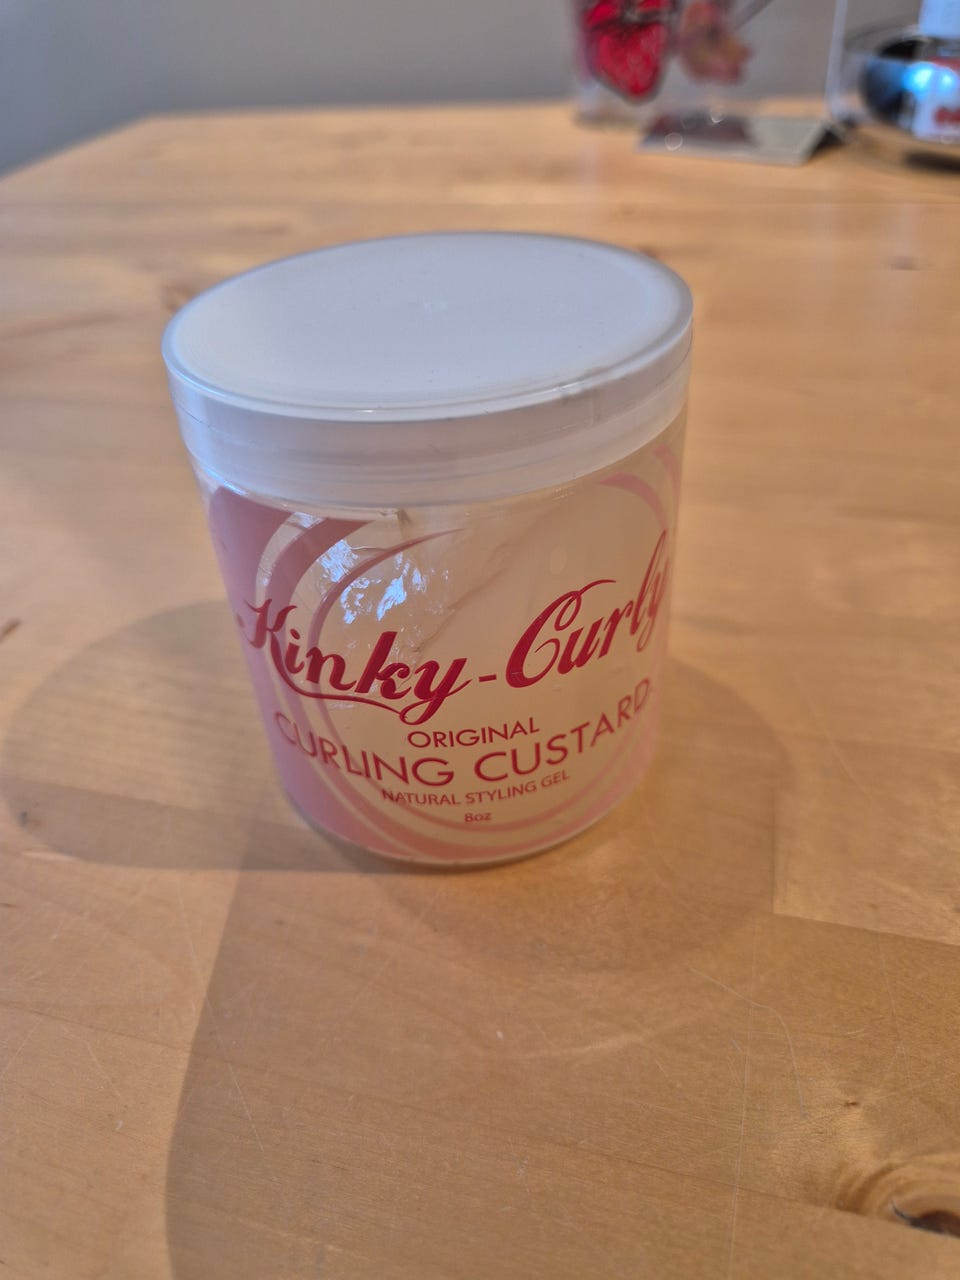 Kinky-Curly
ORIGINAL
CURLING CUSTARD
NATURAL STYLING GEL
8oz